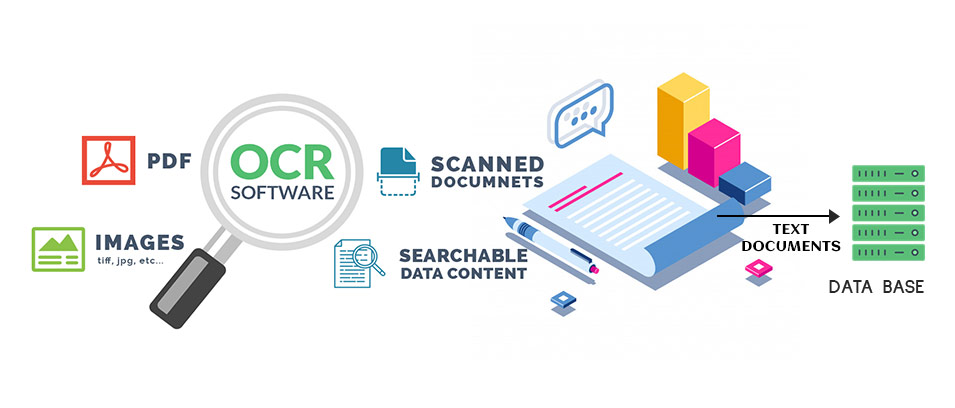 PDF
IMAGES
tiff, jpg, etc...
OCR
SOFTWARE
SCANNED
DOCUMNETS
SEARCHABLE
DATA CONTENT
TEXT
DOCUMENTS
DATA BASE